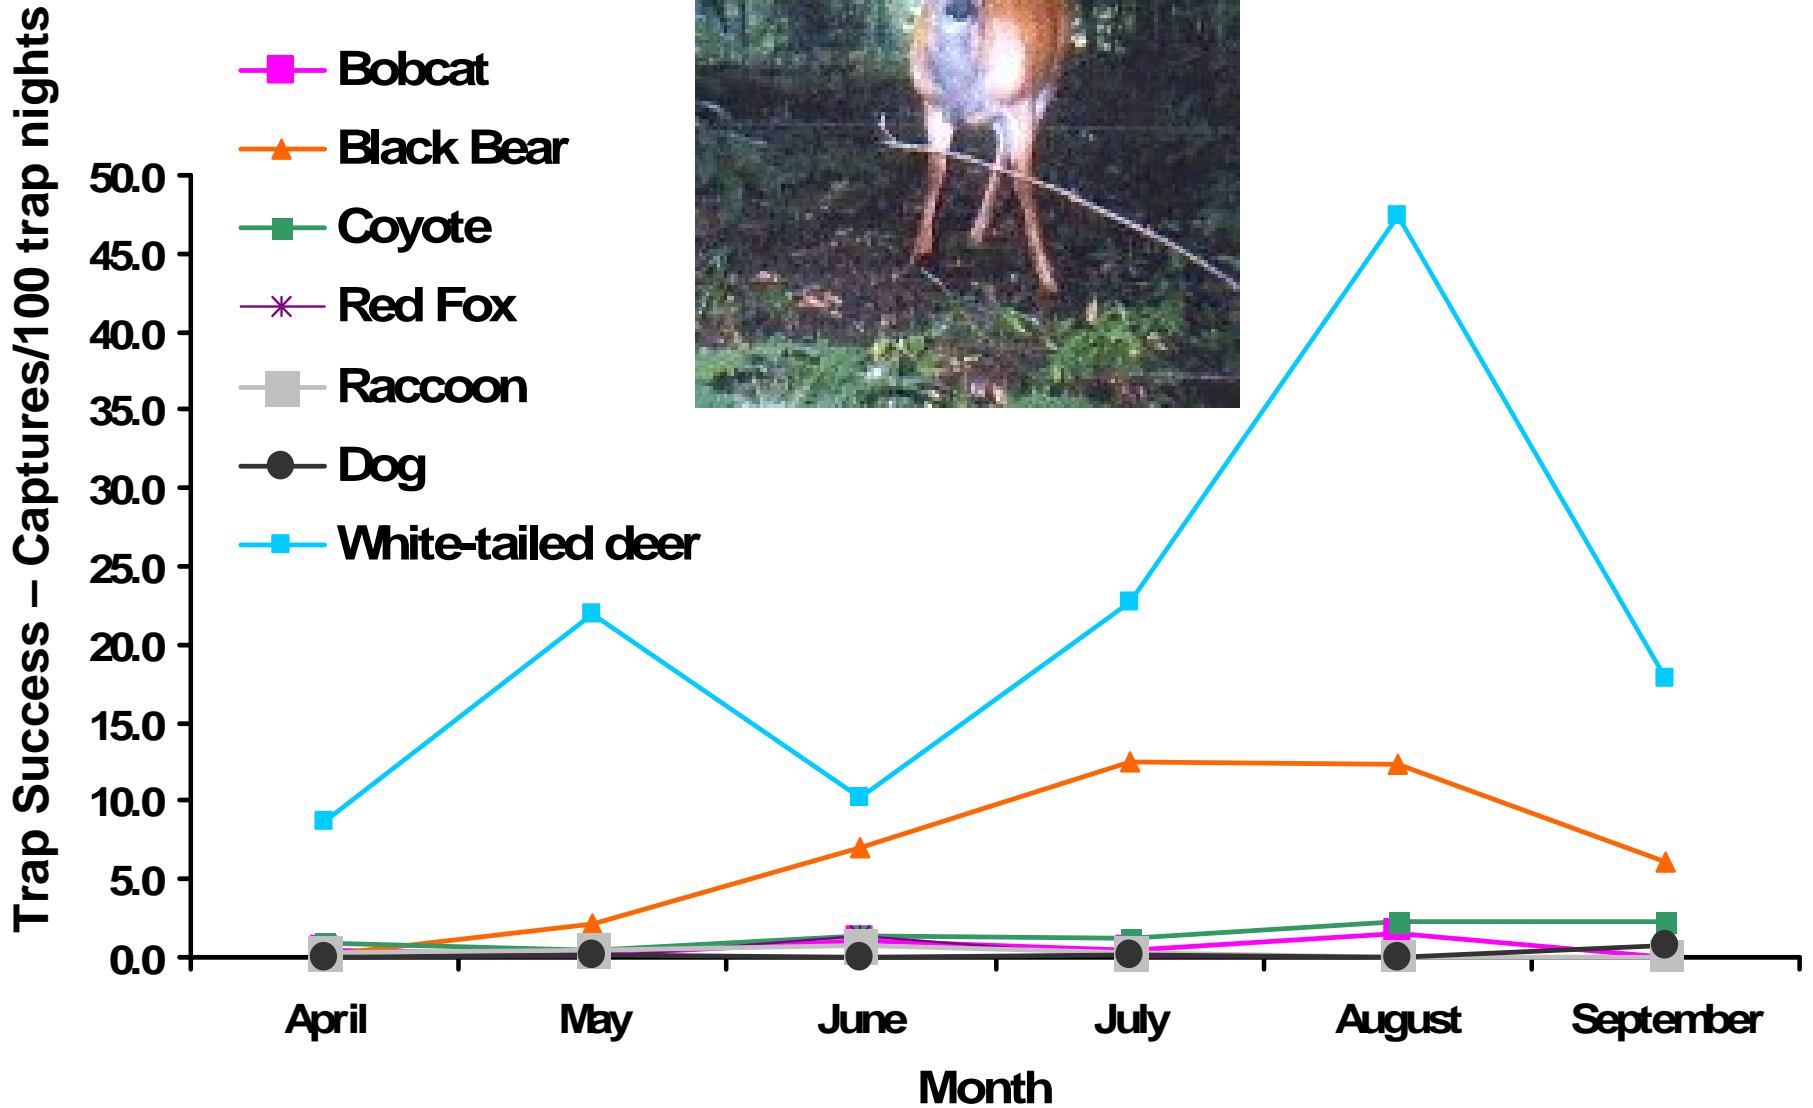 Trap Success – Captures/100 trap nights
Bobcat
Black Bear
Coyote
Red Fox
Raccoon
Dog
White-tailed deer
50.0
45.0
40.0
35.0
30.0
25.0
20.0
15.0
10.0
5.0
0.0
April May June July August September
Month